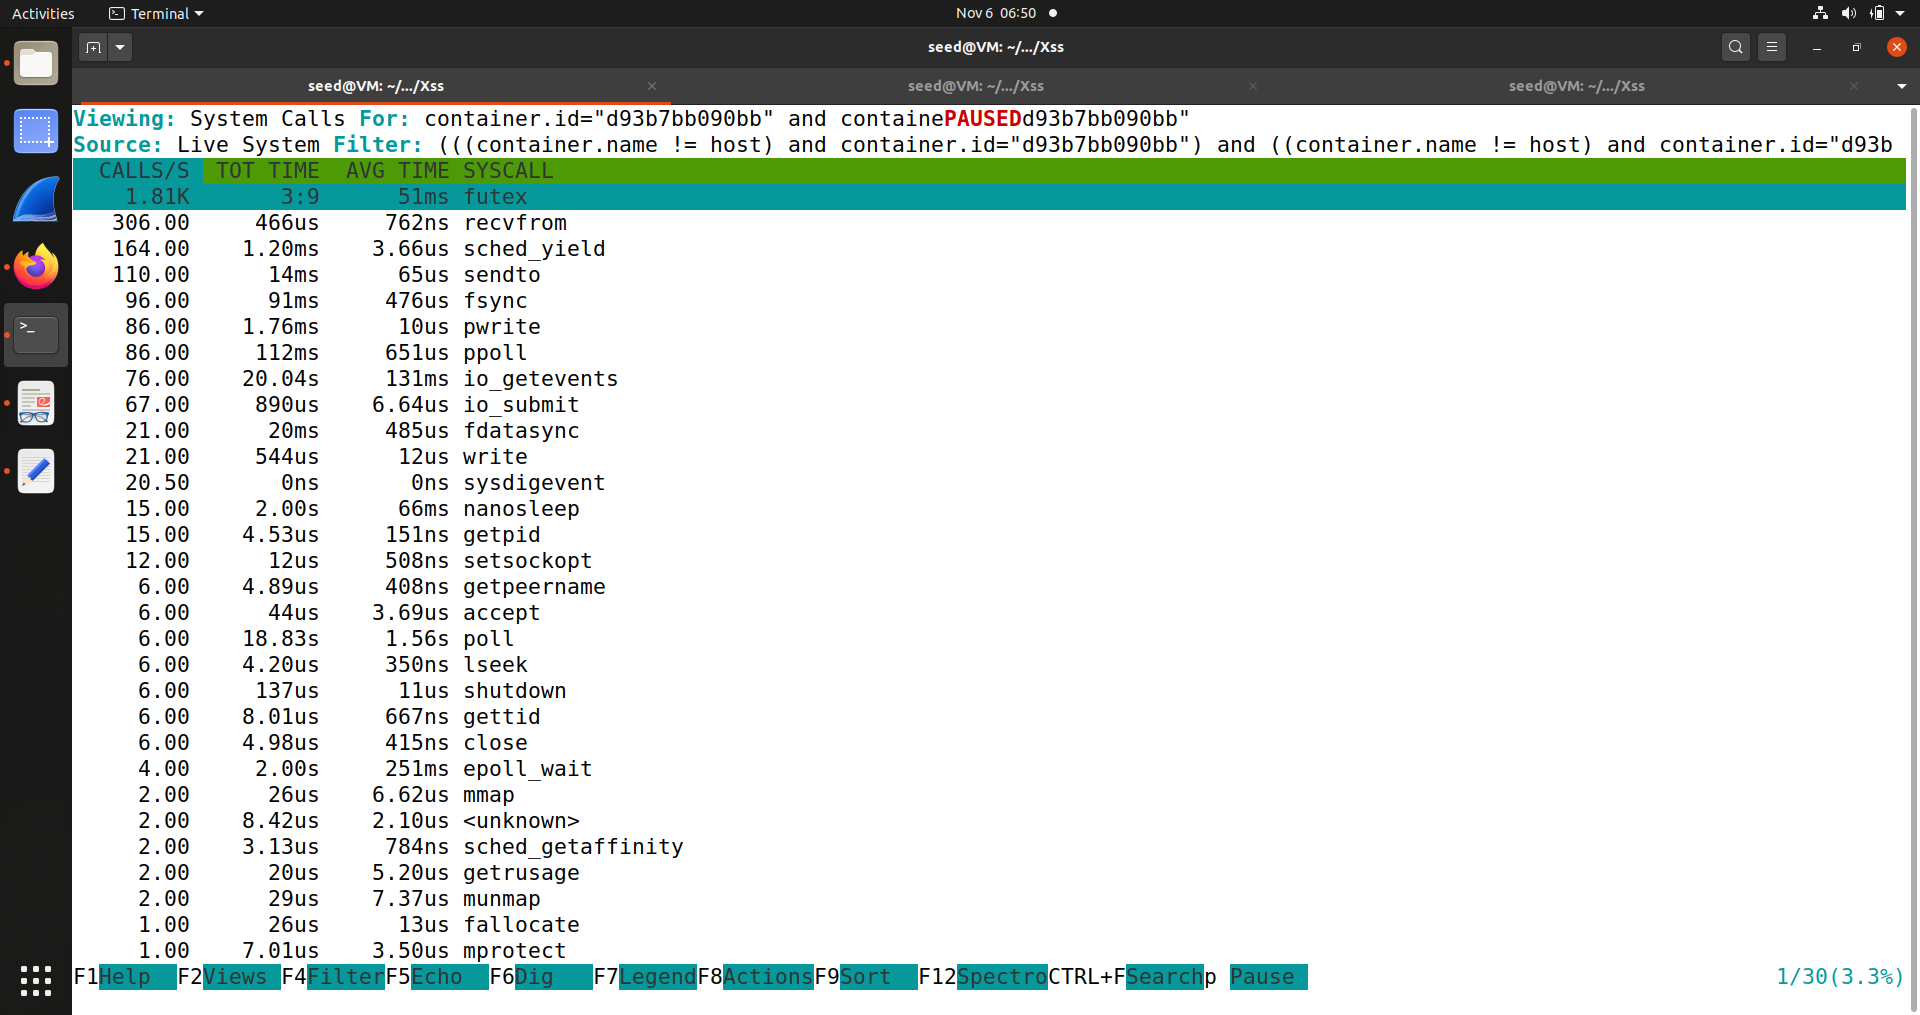 Activities Terminal Nov 6 06:50
seed@VM: ~/.../Xss
seed@VM: ~/.../Xss seed@VM: ~/.../Xss seed@VM: ~/.../Xss
Viewing: System Calls For: container.id="d93b7bb090bb" and containePAUSEDd93b7bb090bb"
Source: Live System Filter: (((container.name != host) and container.id="d93b7bb090bb") and ((container.name != host) and container.id="d93b
CALLS/S TOT TIME AVG TIME SYSCALL
1.81K 3:9 51ms futex
306.00 466us 762ns recvfrom
164.00 1.20ms 3.66us sched_yield
110.00 14ms 65us sendto
96.00 91ms 476us fsync
86.00 1.76ms 10us pwrite
86.00 112ms 651us ppoll
76.00 20.04s 131ms io_getevents
67.00 890us 6.64us io_submit
21.00 20ms 485us fdatasync
21.00 544us 12us write
20.50 0ns 0ns sysdigevent
15.00 2.00s 66ms nanosleep
15.00 4.53us 151ns getpid
12.00 12us 508ns setsockopt
6.00 4.89us 408ns getpeername
6.00 44us 3.69us accept
6.00 18.83s 1.56s poll
6.00 4.20us 350ns lseek
6.00 137us 11us shutdown
6.00 8.01us 667ns gettid
6.00 4.98us 415ns close
4.00 2.00s 251ms epoll_wait
2.00 26us 6.62us mmap
2.00 8.42us 2.10us <unknown>
2.00 3.13us 784ns sched_getaffinity
2.00 20us 5.20us getrusage
2.00 29us 7.37us munmap
1.00 26us 13us fallocate
1.00 7.01us 3.50us mprotect
F1Help F2Views F4FilterF5Echo F6Dig F7LegendF8ActionsF9Sort F12SpectroCTRL+FSearchp Pause 1/30(3.3%)